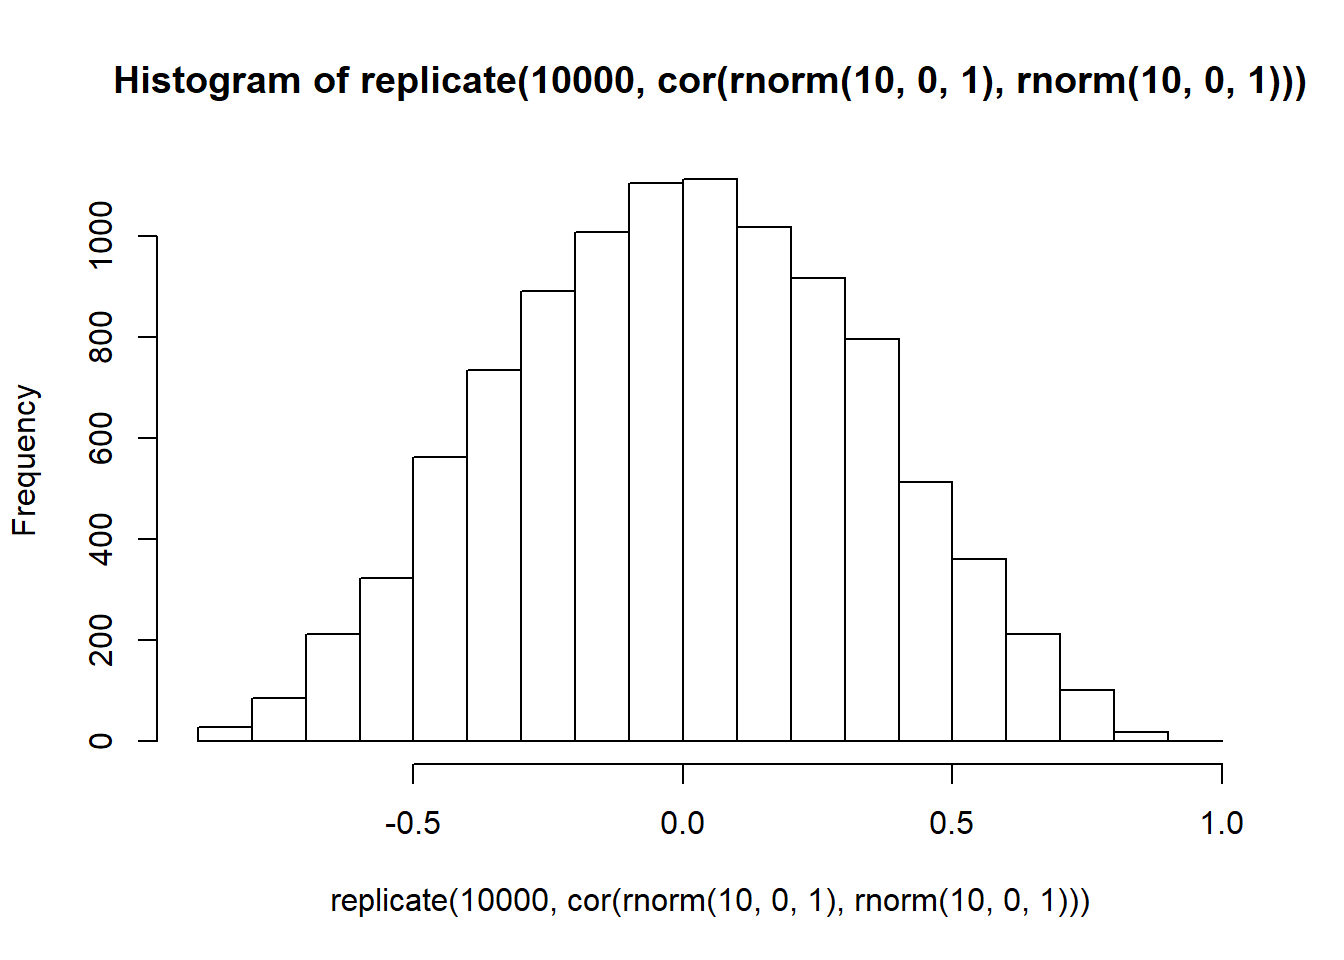 Histogram of replicate(10000, cor(rnorm(10, 0, 1), rnorm(10, 0, 1)))
Frequency
1000
800
600
400
200
0
-0.5 0.0 0.5 1.0
replicate(10000, cor(rnorm(10, 0, 1), rnorm(10, 0, 1)))